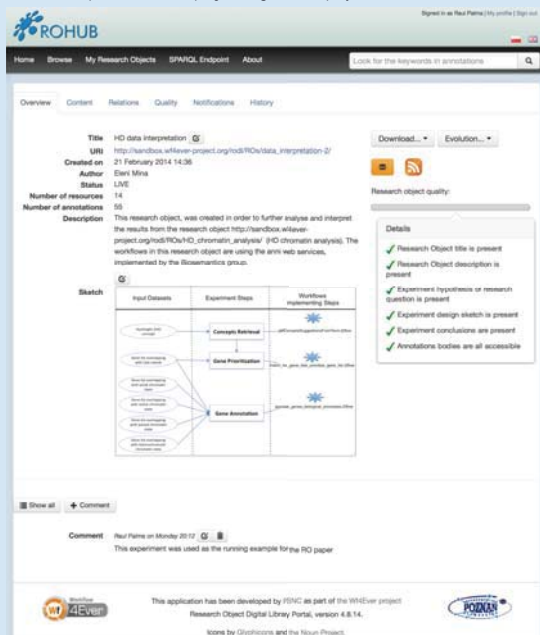 Signed in as Raul Palma | My profile | Sign out
ROHUB
Home Browse My Research Objects SPARQL Endpoint About
Look for the keywords in annotations
Overview Content Relations Quality Notifications History
Title HD data interpretation
URI http://sandbox.wf4ever-project.org/rodl/ROs/data_interpretation-2/
Created on 21 February 2014 14:36
Author Eleni Mina
Status LIVE
Number of resources 14
Number of annotations 55
Description This research object, was created in order to further analyse and interpret
the results from the research object http://sandbox.wf4ever-
project.org/rodl/ROs/HD_chromatin_analysis/ (HD chromatin analysis). The
workflows in this research object are using the anni web services,
implemented by the Biosemantics group.
Download... Evolution...
Research object quality:
Details
Research Object title is present
Research Object description is
present
Experiment hypothesis or research
question is present
Experiment design sketch is present
Experiment conclusions are present
Annotations bodies are all accessible
Sketch
Input Datasets Experiment Steps Workflows
Implementing Steps
Concepts Retrieval
Gene Prioritization
Gene Annotation
Show all Comment
Comment Raul Palma on Monday 20:12
This experiment was used as the running example for the RO paper
Workflow
Wf 4Ever
This application has been developed by PSNC as part of the Wf4Ever project
Research Object Digital Libray Portal, version 4.8.14.
Icons by Glyphicons and the Noun Project.
POZNAŃ